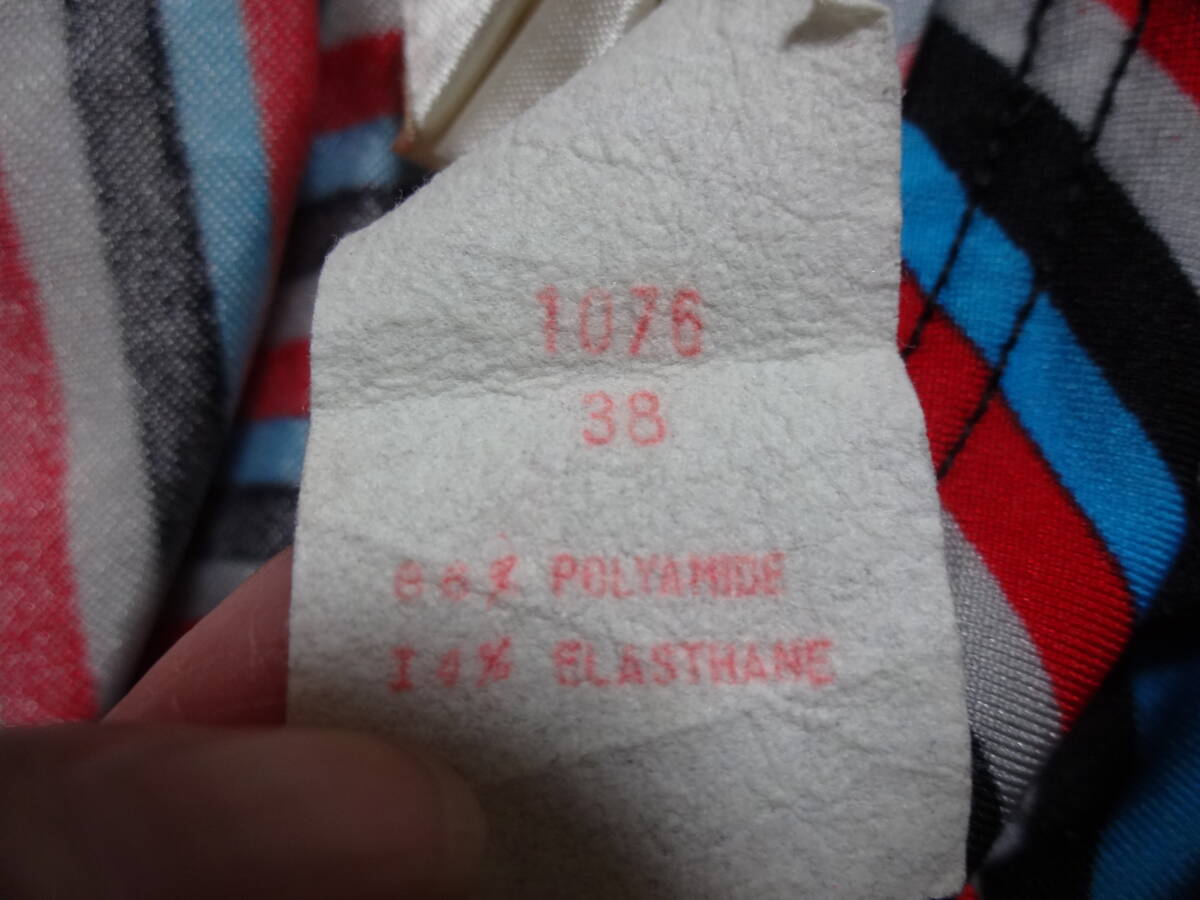 1076
38
86% POLYAMIDE
14% ELASTHANE